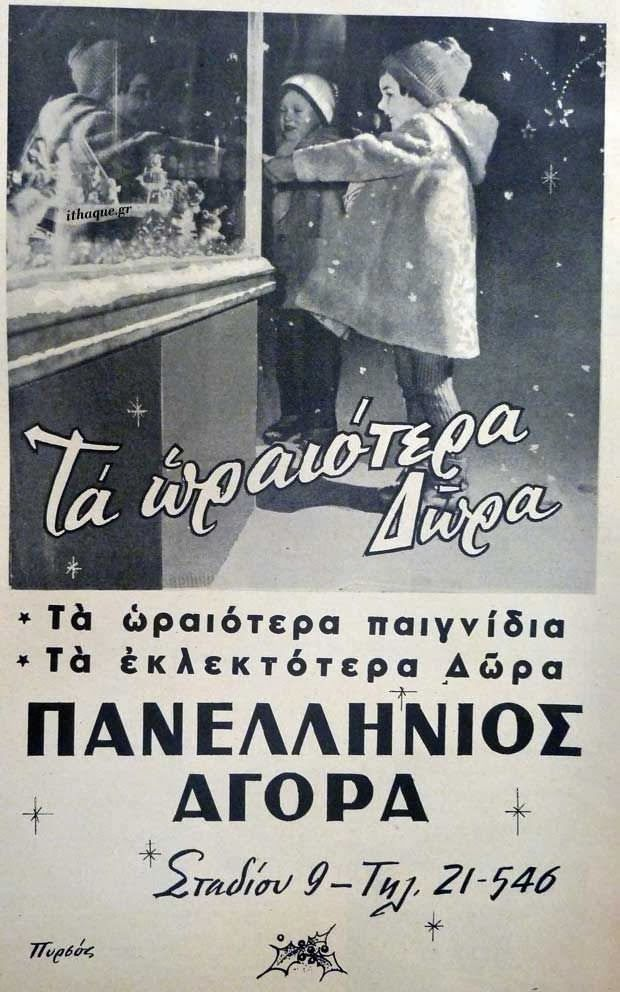 ithaque.gr
Τά ὡραιότερα
Δῶρα
Τὰ ὡραιότερα παιγνίδια
Τὰ ἐκλεκτότερα Δῶρα
ΠΑΝΕΛΛΗΝΙΟΣ
ΑΓΟΡΑ
Σταδίου 9 - Τηλ. 21-546
Πυρσός